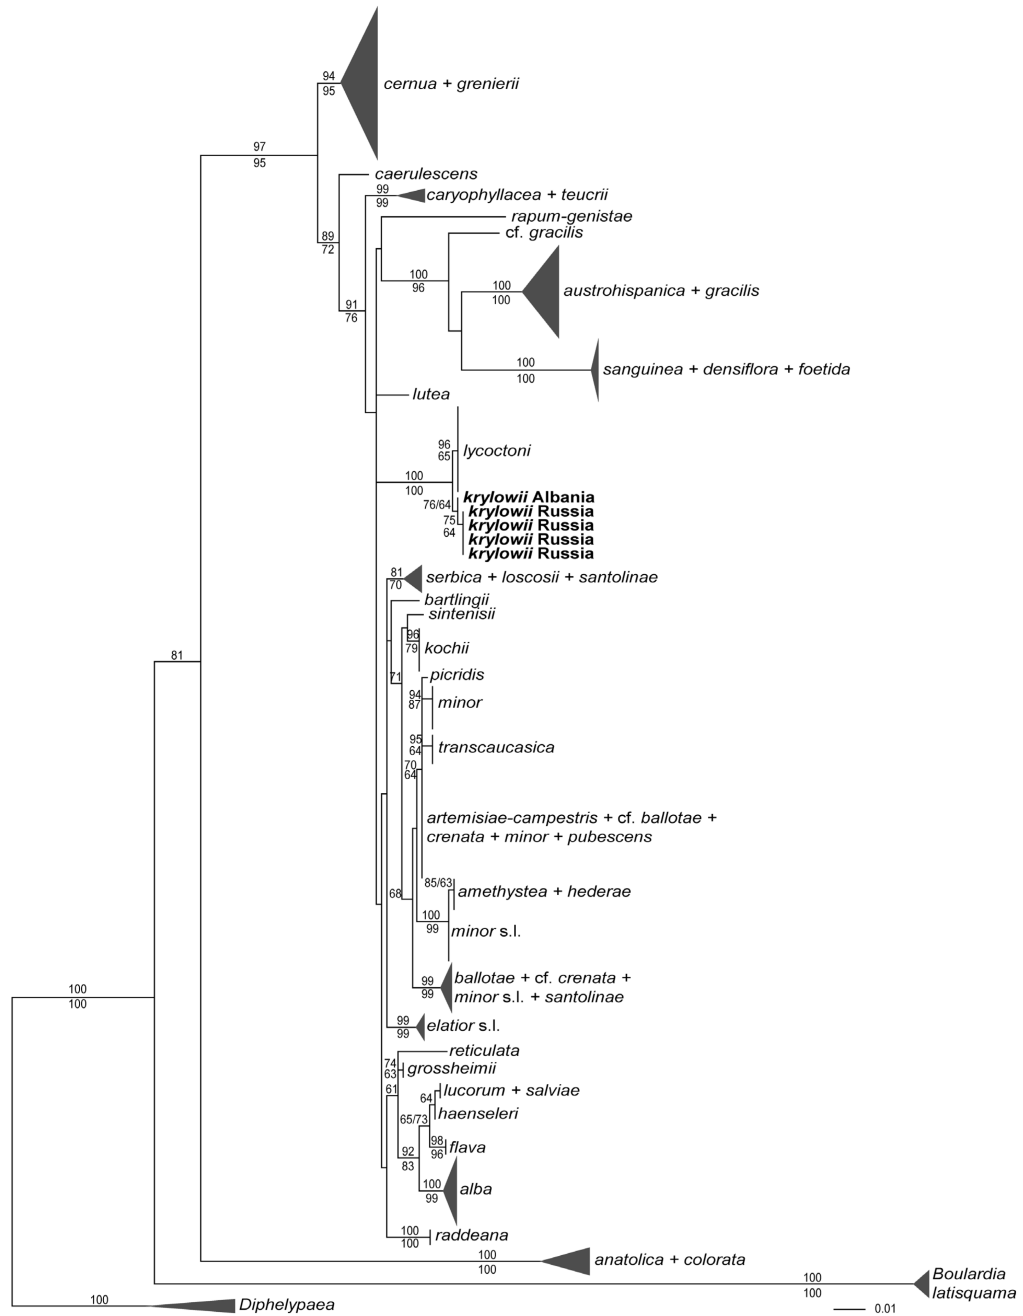 94
95
cernua + grenierii
97
95
caerulescens
99
99
caryophyllacea + teucrii
rapum-genistae
cf. gracilis
89
72
100
96
100
100
austrohispanica + gracilis
91
76
100
100
sanguinea + densiflora + foetida
lutea
96
65
lycoctoni
100
100
krylowii Albania
76/64
krylowii Russia
75
64
krylowii Russia
krylowii Russia
krylowii Russia
81
70
serbica + loscosii + santolinae
bartlingii
sintenisii
96
79
kochii
71
picridis
94
87
minor
95
64
transcaucasica
70
64
artemisiae-campestris + cf. ballotae +
crenata + minor + pubescens
85/63
amethystea + hederae
68
100
99
minor s.l.
99
99
ballotae + cf. crenata +
minor s.l. + santolinae
99
99
elatior s.l.
reticulata
74
63
grossheimii
61
lucorum + salviae
64
haenseleri
65/73
98
96
flava
92
83
100
99
alba
100
100
raddeana
81
100
100
100
100
anatolica + colorata
100
100
Boulardia
latisquama
100
Diphelypaea
0.01